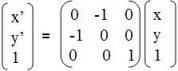 x’ 0 -1 0 x
y’ = -1 0 0 y
1 0 0 1 1